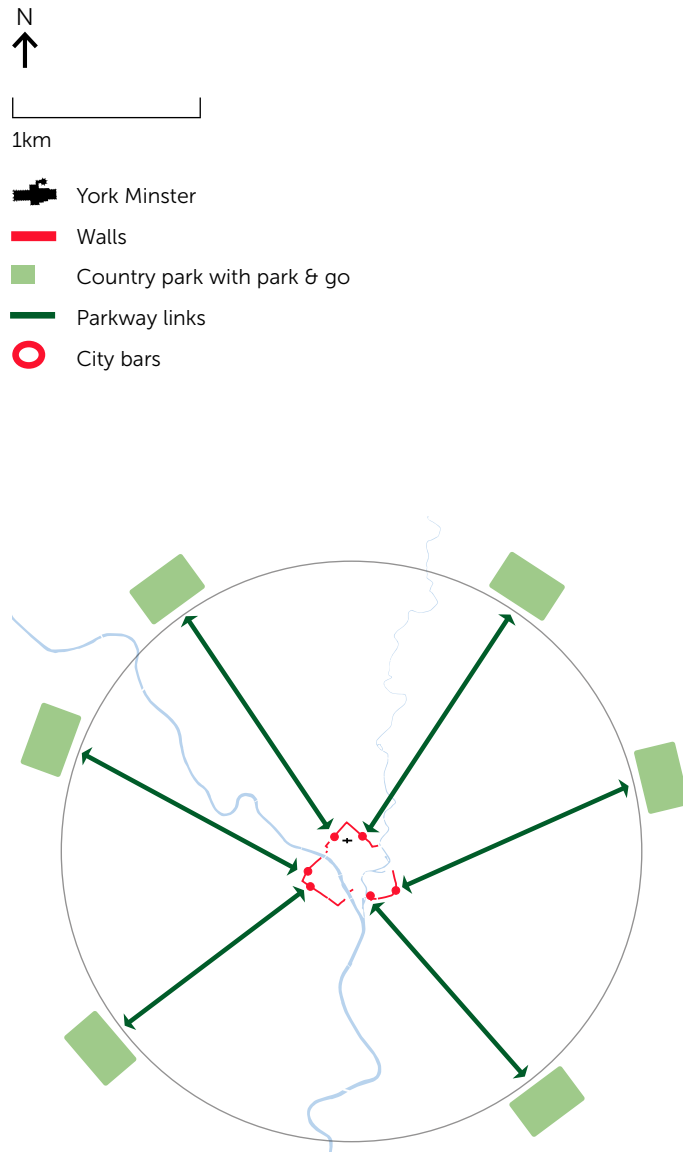 N
1km
York Minster
Walls
Country park with park & go
Parkway links
City bars